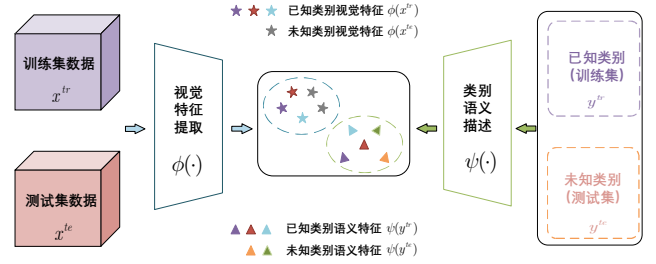 已知类别视觉特征 ϕ(x^{tr})
未知类别视觉特征 ϕ(x^{te})
训练集数据
x^{tr}
视觉
特征
提取
ϕ(·)
类别
语义
描述
ψ(·)
已知类别
(训练集)
y^{tr}
测试集数据
x^{te}
未知类别
(测试集)
y^{te}
已知类别语义特征 ψ(y^{tr})
未知类别语义特征 ψ(y^{te})